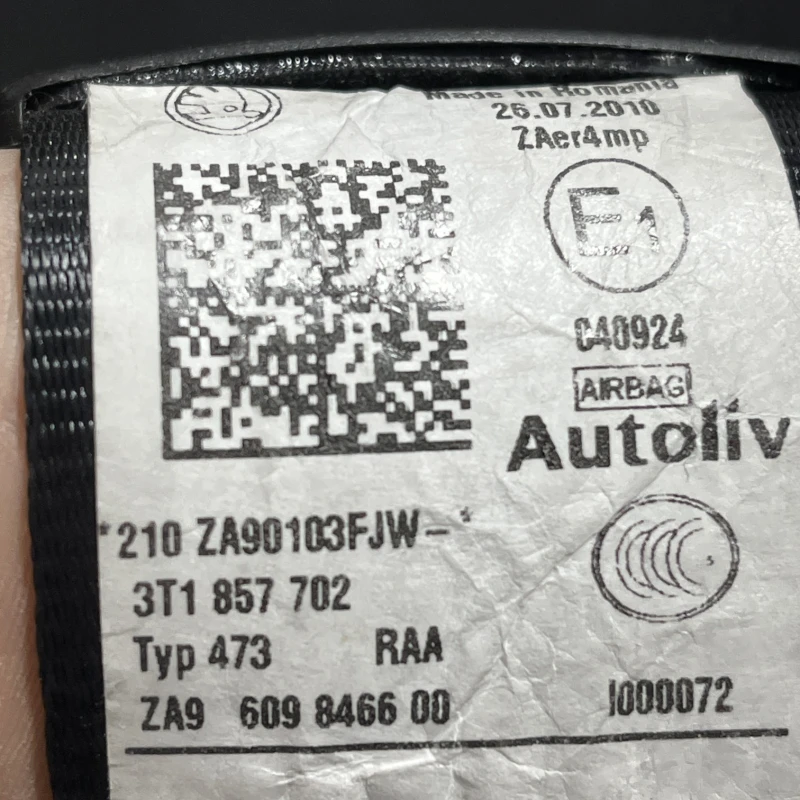 Made in Romania
26.07.2010
ZAer4mp
E1
040924
AIRBAG
Autoliv
*210 ZA90103FJW-*
S
3T1 857 702
Typ 473 RAA
ZA9 609 8466 00 I000072